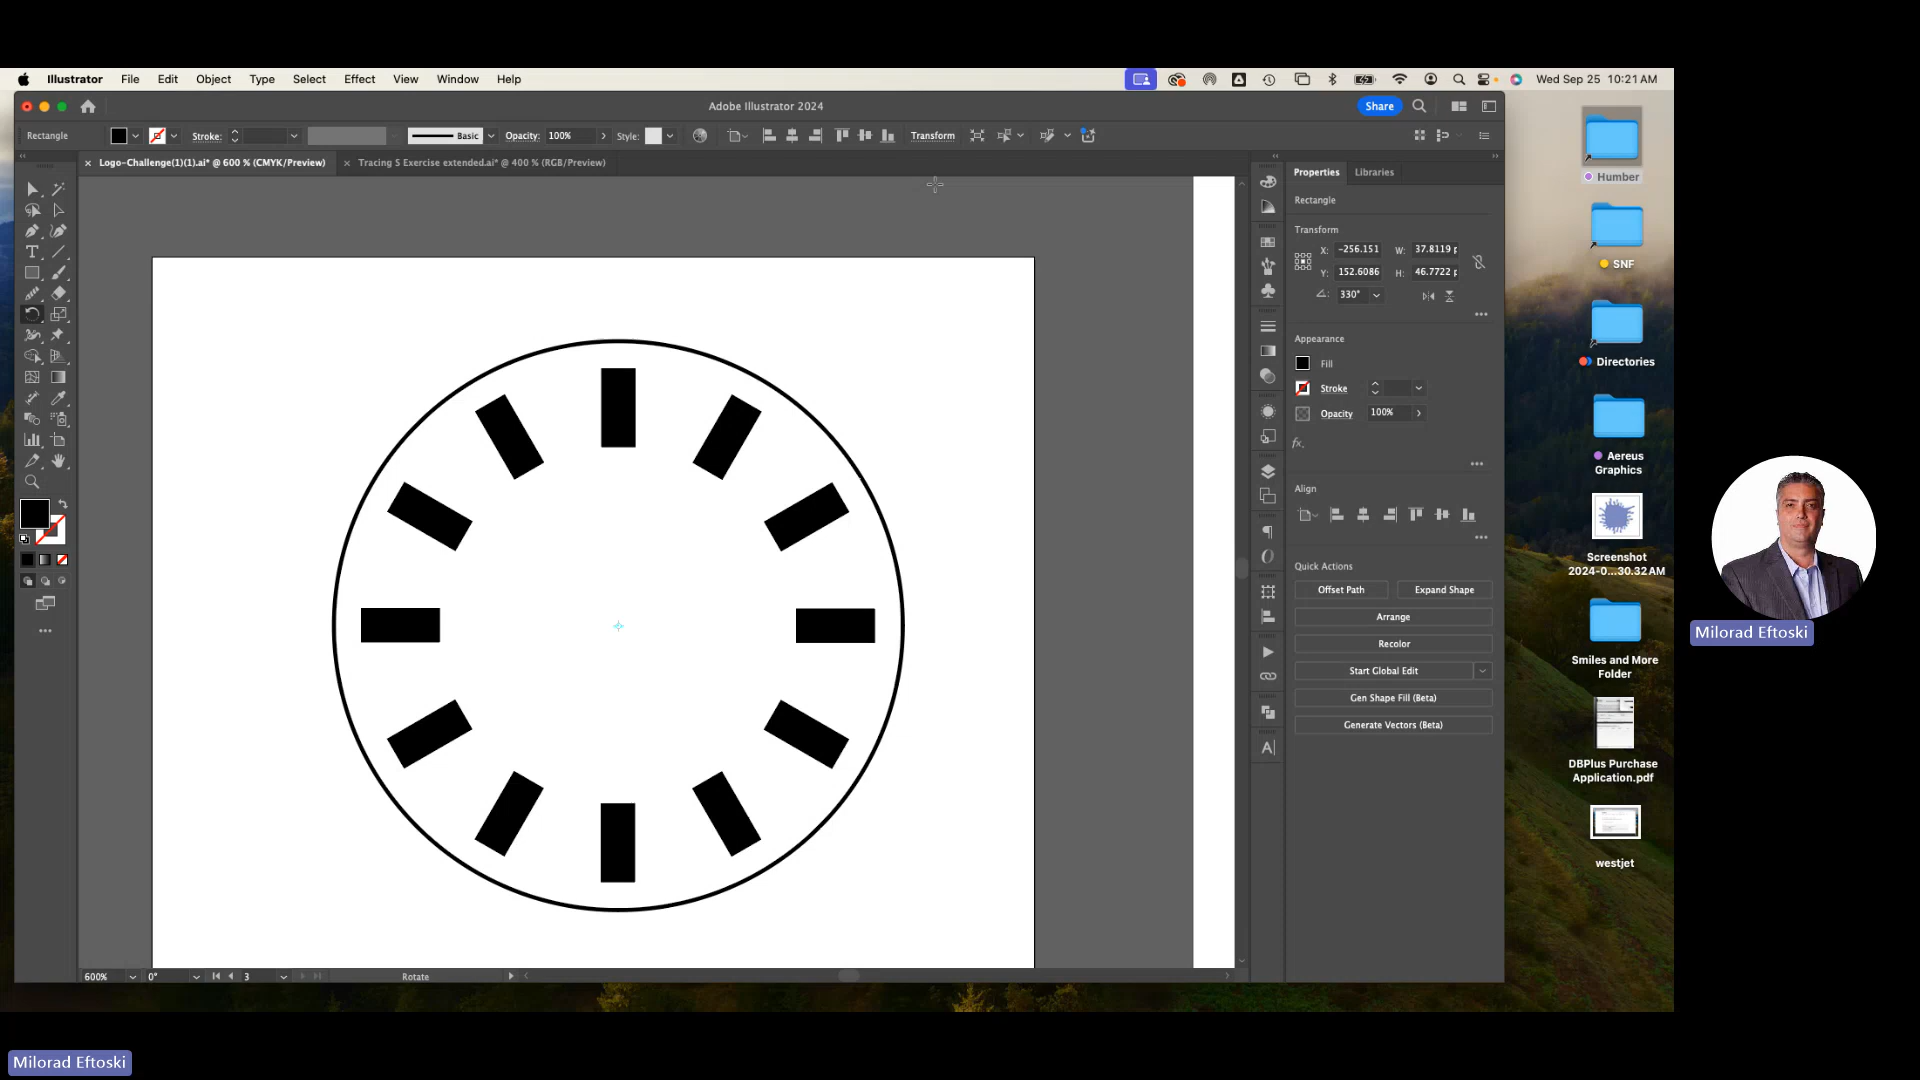 Illustrator File Edit Object Type Select Effect View Window Help Wed Sep 25 10:21 AM
Adobe Illustrator 2024 Share
Rectangle Stroke: Basic Opacity: 100% Style: Transform
Logo-Challenge(1)(1).ai* @ 600 % (CMYK/Preview) Tracing S Exercise extended.ai* @ 400 % (RGB/Preview)
Properties Libraries
Rectangle
Transform
X: -256.151 W: 37.8119 p
Y: 152.6086 H: 46.7722 p
330°
Appearance
Fill
Stroke
Opacity 100%
fx.
Align
Quick Actions
Offset Path Expand Shape
Arrange
Recolor
Start Global Edit
Gen Shape Fill (Beta)
Generate Vectors (Beta)
600% 0° 3 Rotate
Humber
SNF
Directories
Aereus
Graphics
Screenshot
2024-0...30.32 AM
Smiles and More
Folder
DBPlus Purchase
Application.pdf
westjet
Milorad Eftoski
Milorad Eftoski